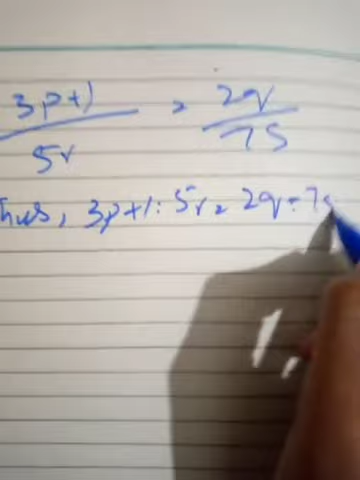 3p+1 = 2q
5r 7s
Thus, 3p+1:5r = 2q:7s